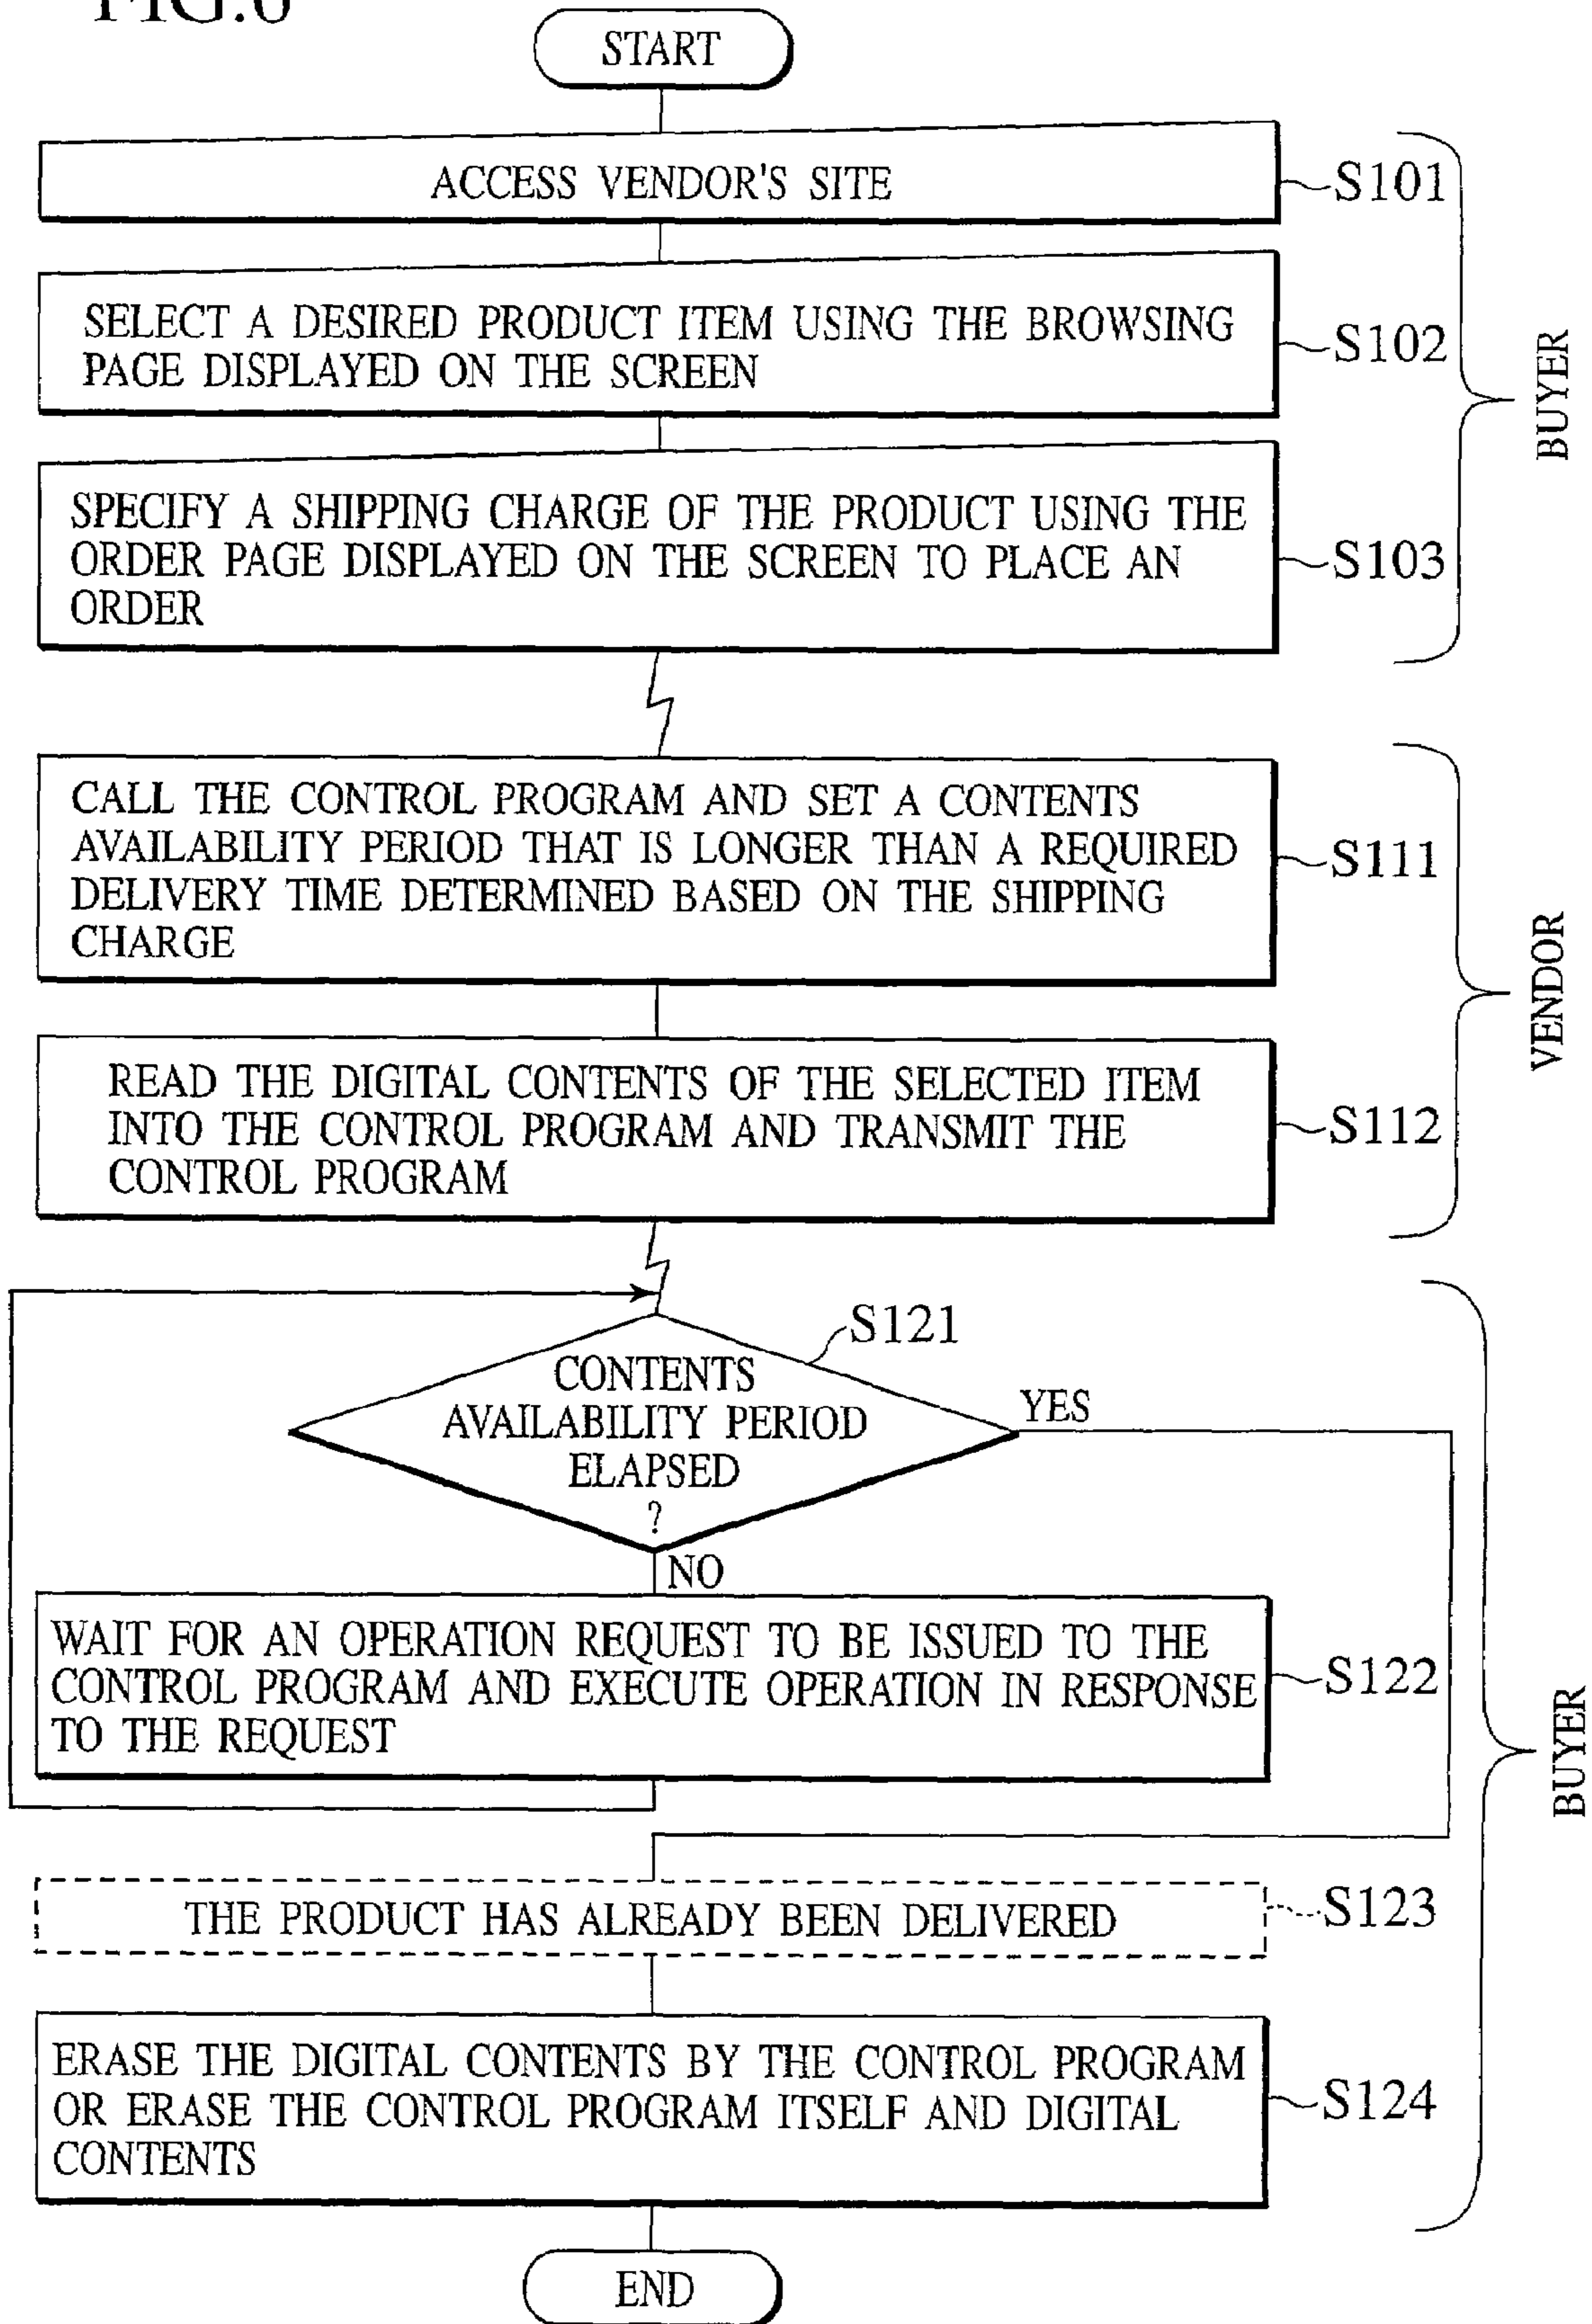 START
ACCESS VENDOR'S SITE
S101
SELECT A DESIRED PRODUCT ITEM USING THE BROWSING
PAGE DISPLAYED ON THE SCREEN
S102
SPECIFY A SHIPPING CHARGE OF THE PRODUCT USING THE
ORDER PAGE DISPLAYED ON THE SCREEN TO PLACE AN
ORDER
S103
BUYER
CALL THE CONTROL PROGRAM AND SET A CONTENTS
AVAILABILITY PERIOD THAT IS LONGER THAN A REQUIRED
DELIVERY TIME DETERMINED BASED ON THE SHIPPING
CHARGE
S111
READ THE DIGITAL CONTENTS OF THE SELECTED ITEM
INTO THE CONTROL PROGRAM AND TRANSMIT THE
CONTROL PROGRAM
S112
VENDOR
S121
CONTENTS
AVAILABILITY PERIOD
ELAPSED
?
YES
NO
WAIT FOR AN OPERATION REQUEST TO BE ISSUED TO THE
CONTROL PROGRAM AND EXECUTE OPERATION IN RESPONSE
TO THE REQUEST
S122
THE PRODUCT HAS ALREADY BEEN DELIVERED
S123
ERASE THE DIGITAL CONTENTS BY THE CONTROL PROGRAM
OR ERASE THE CONTROL PROGRAM ITSELF AND DIGITAL
CONTENTS
S124
BUYER
END